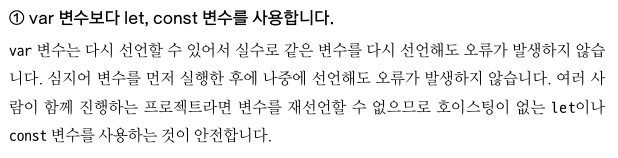 ① var 변수보다 let, const 변수를 사용합니다.
var 변수는 다시 선언할 수 있어서 실수로 같은 변수를 다시 선언해도 오류가 발생하지 않습
니다. 심지어 변수를 먼저 실행한 후에 나중에 선언해도 오류가 발생하지 않습니다. 여러 사
람이 함께 진행하는 프로젝트라면 변수를 재선언할 수 없으므로 호이스팅이 없는 let이나
const 변수를 사용하는 것이 안전합니다.